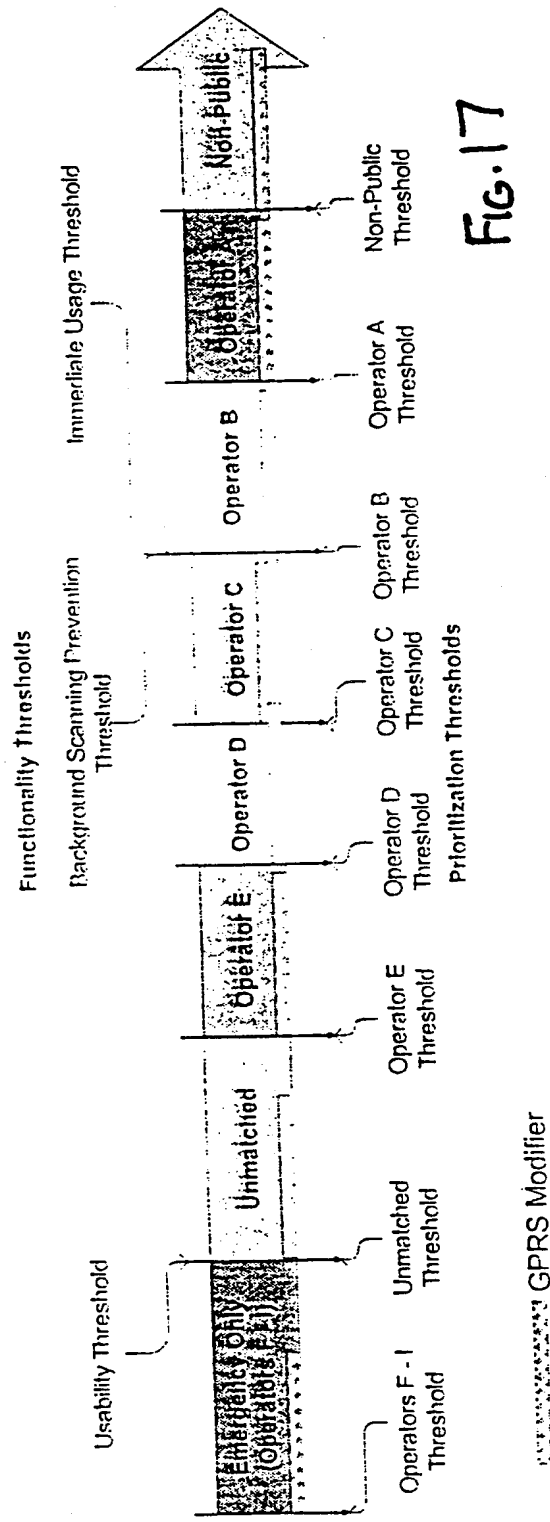 Functionality Thresholds
Usability Threshold
Background Scanning Prevention
Threshold
Immediate Usage Threshold
Emergency Only
(Operators F - I)
Unmatched
Operator E
Operator D
Operator C
Operator B
Operator A
Non-Public
Operators F - I
Threshold
Unmatched
Threshold
Operator E
Threshold
Operator D
Threshold
Operator C
Threshold
Operator B
Threshold
Operator A
Threshold
Non-Public
Threshold
Prioritization Thresholds
GPRS Modifier
FIG. 17